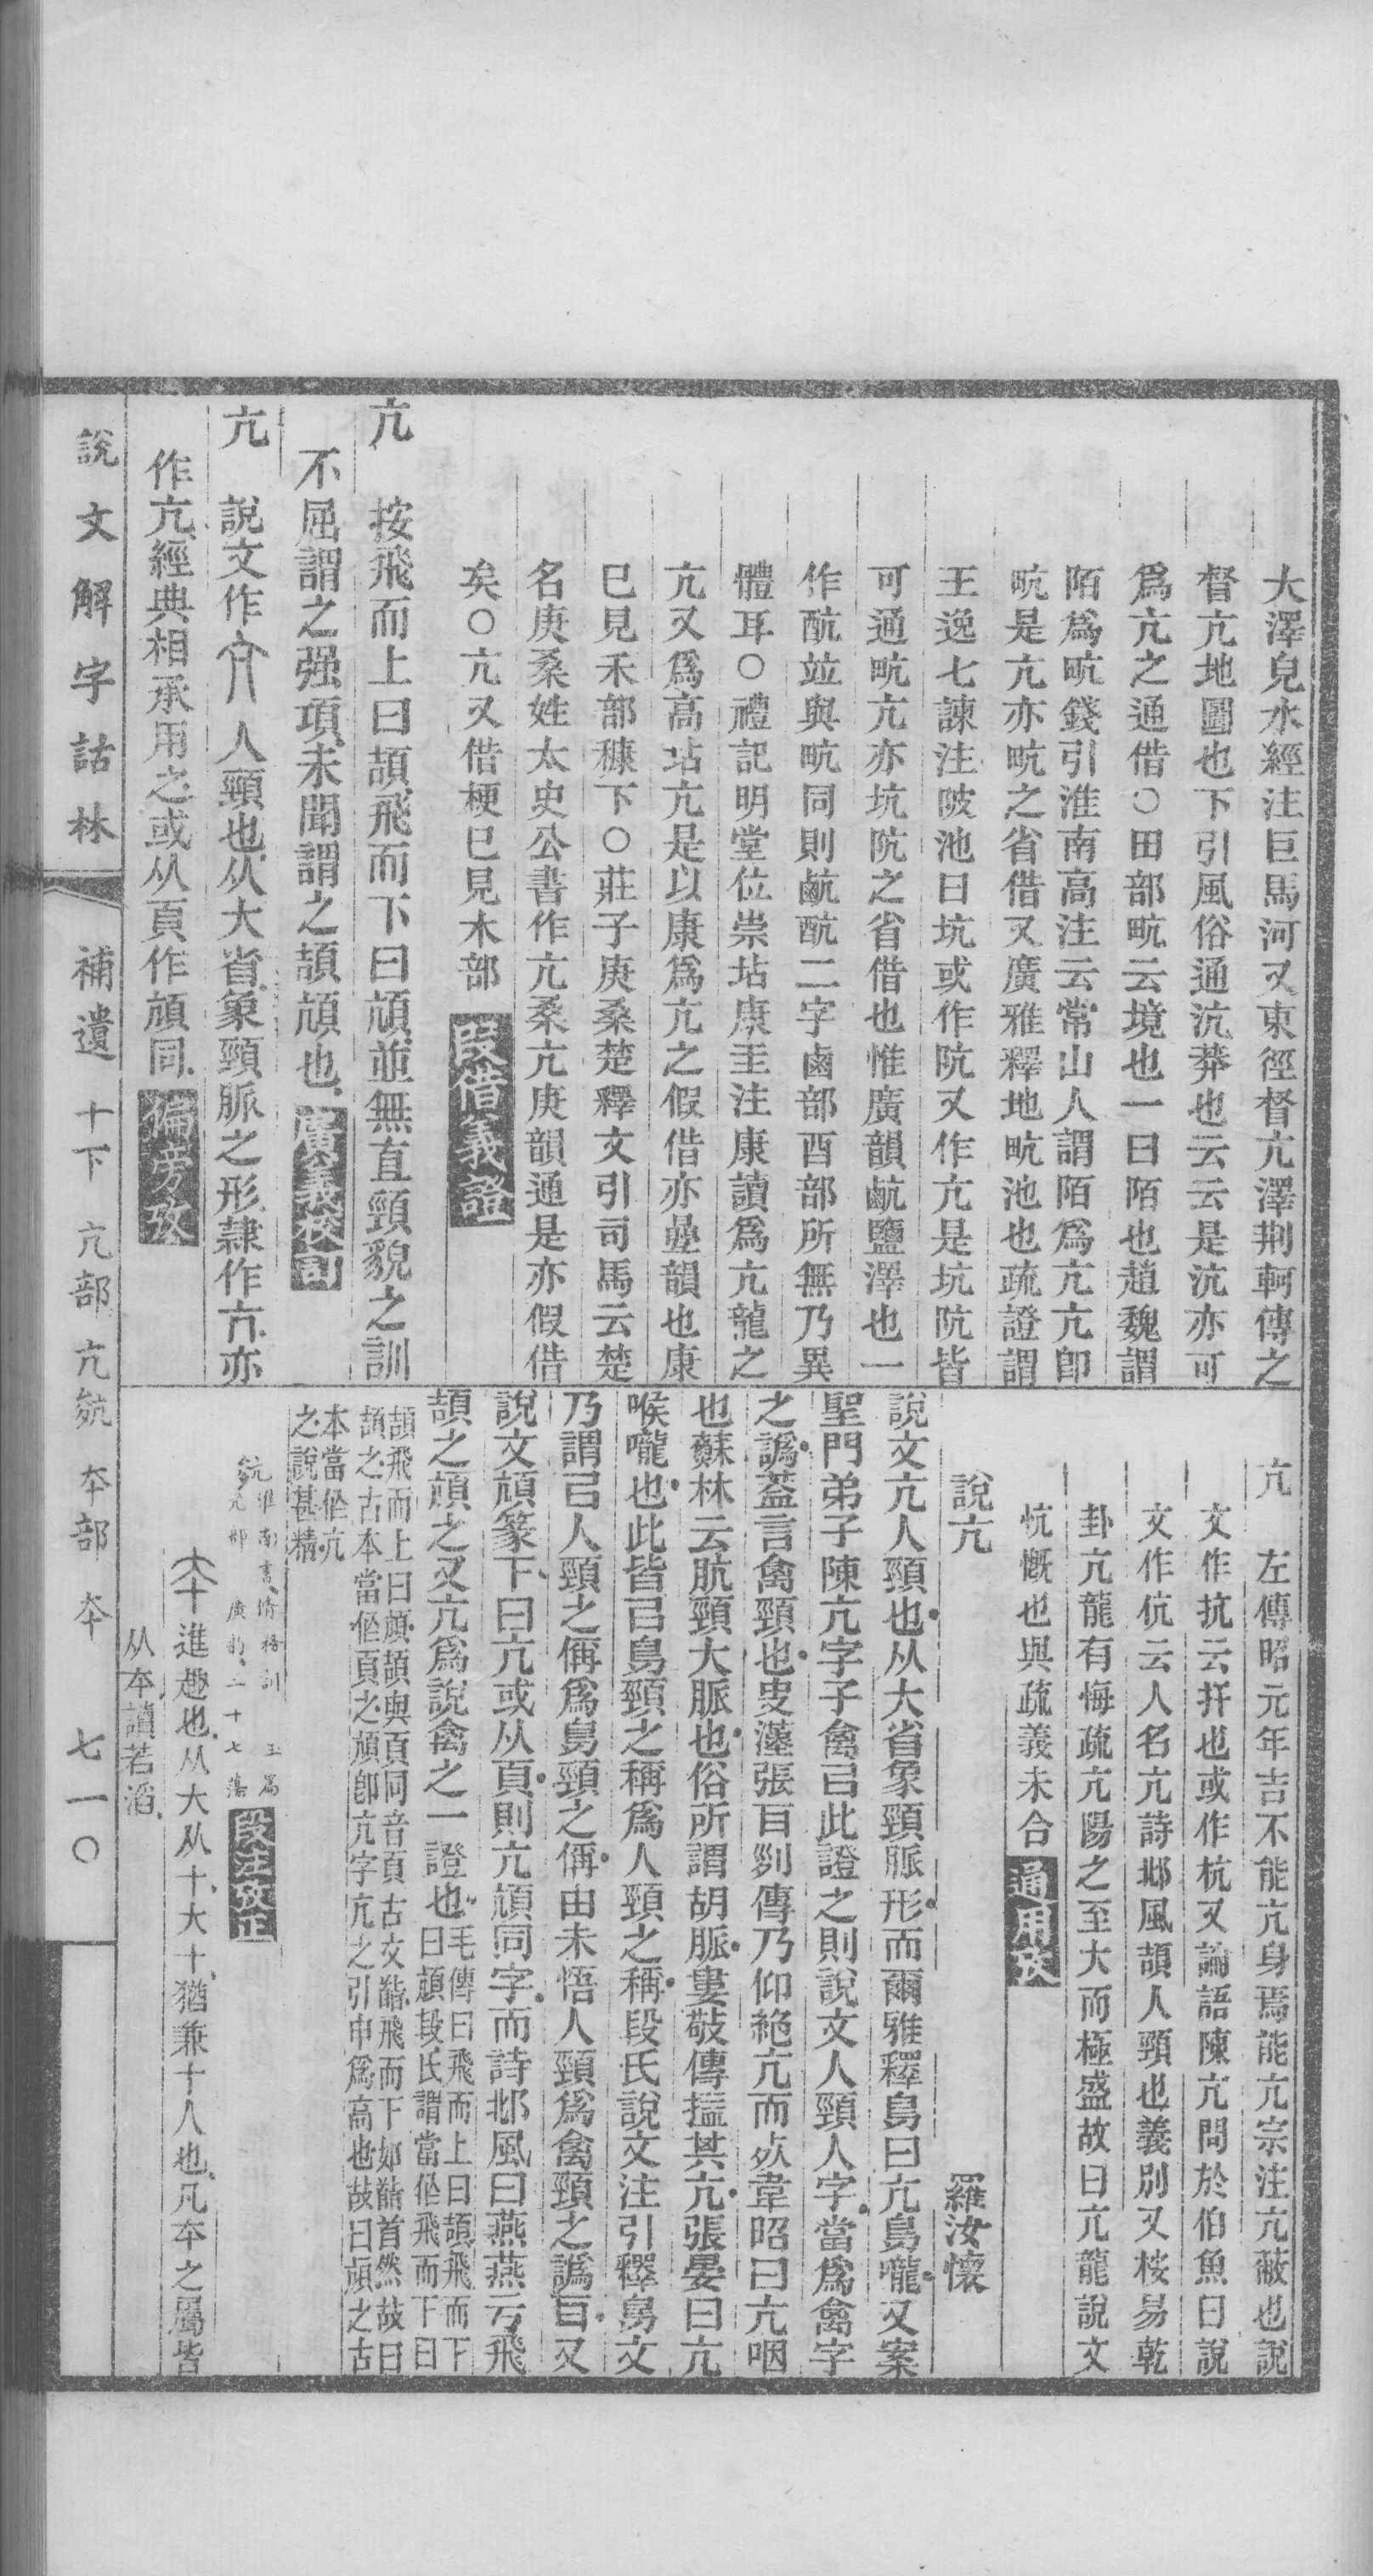 大澤皃水經注巨馬河又東徑督亢澤荆軻傳之
督亢地圖也下引風俗通沆莽也云云是沆亦可
爲亢之通借○田部畮云境也一曰陌也趙魏謂
陌爲畮錢引淮南高注云常山人謂陌爲亢亢卽
畮是亢亦畮之省借又廣雅釋地畮池也疏證謂
王逸七諫注陂池曰坑或作阬又作亢是坑阬皆
可通畮亢亦坑阬之省借也惟廣韻䴚鹽澤也一
作酼竝與畮同則䴚酼二字鹵部酉部所無乃異
體耳○禮記明堂位崇坫康圭注康讀爲亢龍之
亢又爲高坫亢是以康爲亢之假借亦㬪韻也康
已見禾部穅下○莊子庚桑楚釋文引司馬云楚
名庚桑姓太史公書作亢桑亢庚韻通是亦假借
矣○亢又借梗已見木部 叚借義證
亢 按飛而上曰頡飛而下曰頏並無直頸貌之訓
不屈謂之强項未聞謂之頡頏也 廣義校訂
亢 說文作亢人頸也从大省象頸脈之形隸作亢亦
作亢經典相承用之或从頁作頏同 偏旁攷
亢 左傳昭元年吉不能亢身焉能亢宗注亢蔽也說
文作抗云扞也或作杭又論語陳亢問於伯魚曰說
文作伉云人名亢詩邶風頡人頸也義別又桉易乾
卦亢龍有悔疏亢陽之至大而極盛故曰亢龍說文
忼慨也與疏義未合 通用攷
說亢 羅汝懷
說文亢人頸也从大省象頸脈形而爾雅釋鳥曰亢鳥嚨又案
聖門弟子陳亢字子禽㠯此證之則說文人頸人字當爲禽字
之譌葢言禽頸也史漢張耳列傳乃仰絶亢而死韋昭曰亢咽
也蘇林云肮頸大脈也俗所謂胡脈婁敬傳搤其亢張晏曰亢
喉嚨也此皆㠯鳥頸之稱爲人頸之稱段氏說文注引釋鳥文
乃謂㠯人頸之偁爲鳥頸之偁由未悟人頸爲禽頸之譌耳又
說文頏篆下曰亢或从頁則亢頏同字而詩邶風曰燕燕于飛
頡之頏之又亢爲說禽之一證也毛傳曰飛而上曰頡飛而下
曰頏段氏謂當作飛而下曰
頡飛而上曰頏頡與頁同音頁古文䭫飛而下如䭫首然故曰
頡之古本當作頁之頏卽亢字亢之引申爲高也故曰頏之古
本當作亢
之說甚精
䟘淮南書脩務訓 玉篇
亢部 廣韵三十七蕩 段注攷正
夲進趣也从大从十大十猶兼十人也凡夲之屬皆
从夲讀若滔
說文解字詁林 補遺 十下 亢部亢䟘 夲部夲 七一〇